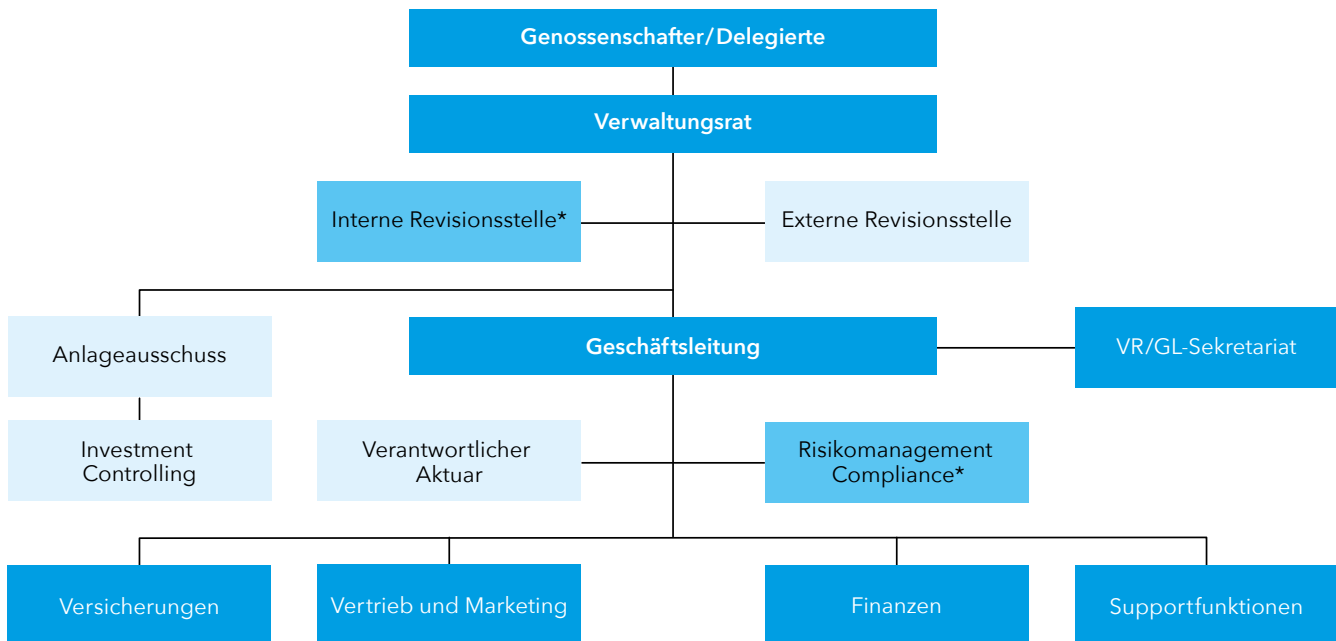 Genossenschafter/Delegierte
Verwaltungsrat
Interne Revisionsstelle*
Externe Revisionsstelle
Anlageausschuss
Geschäftsleitung
VR/GL-Sekretariat
Investment
Controlling
Verantwortlicher
Aktuar
Risikomanagement
Compliance*
Versicherungen
Vertrieb und Marketing
Finanzen
Supportfunktionen